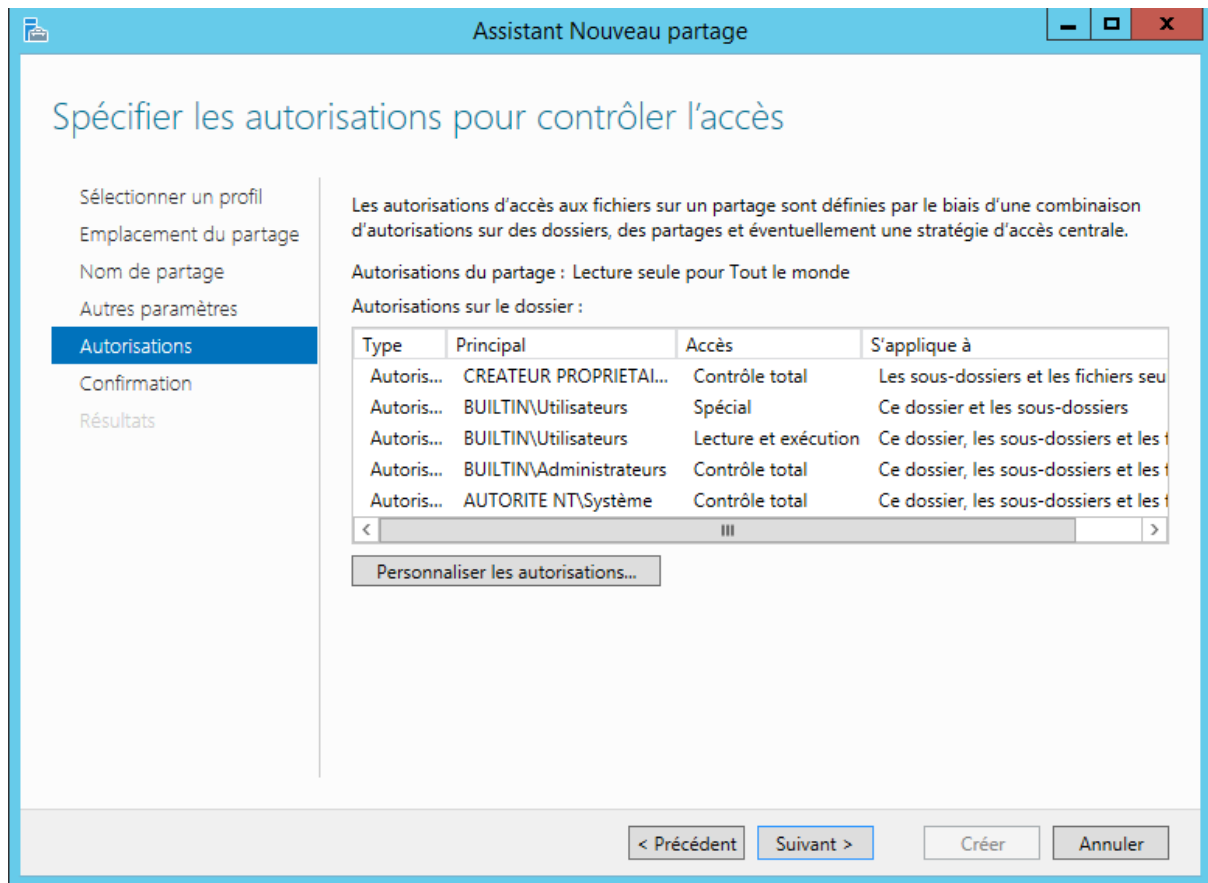 Assistant Nouveau partage
Spécifier les autorisations pour contrôler l'accès
Sélectionner un profil
Emplacement du partage
Nom de partage
Autres paramètres
Autorisations
Confirmation
Résultats
Les autorisations d'accès aux fichiers sur un partage sont définies par le biais d'une combinaison
d'autorisations sur des dossiers, des partages et éventuellement une stratégie d'accès centrale.
Autorisations du partage : Lecture seule pour Tout le monde
Autorisations sur le dossier :
Type Principal Accès S'applique à
Autoris... CREATEUR PROPRIETAI... Contrôle total Les sous-dossiers et les fichiers seu
Autoris... BUILTIN\Utilisateurs Spécial Ce dossier et les sous-dossiers
Autoris... BUILTIN\Utilisateurs Lecture et exécution Ce dossier, les sous-dossiers et les f
Autoris... BUILTIN\Administrateurs Contrôle total Ce dossier, les sous-dossiers et les f
Autoris... AUTORITE NT\Système Contrôle total Ce dossier, les sous-dossiers et les f
Personnaliser les autorisations...
< Précédent Suivant > Créer Annuler